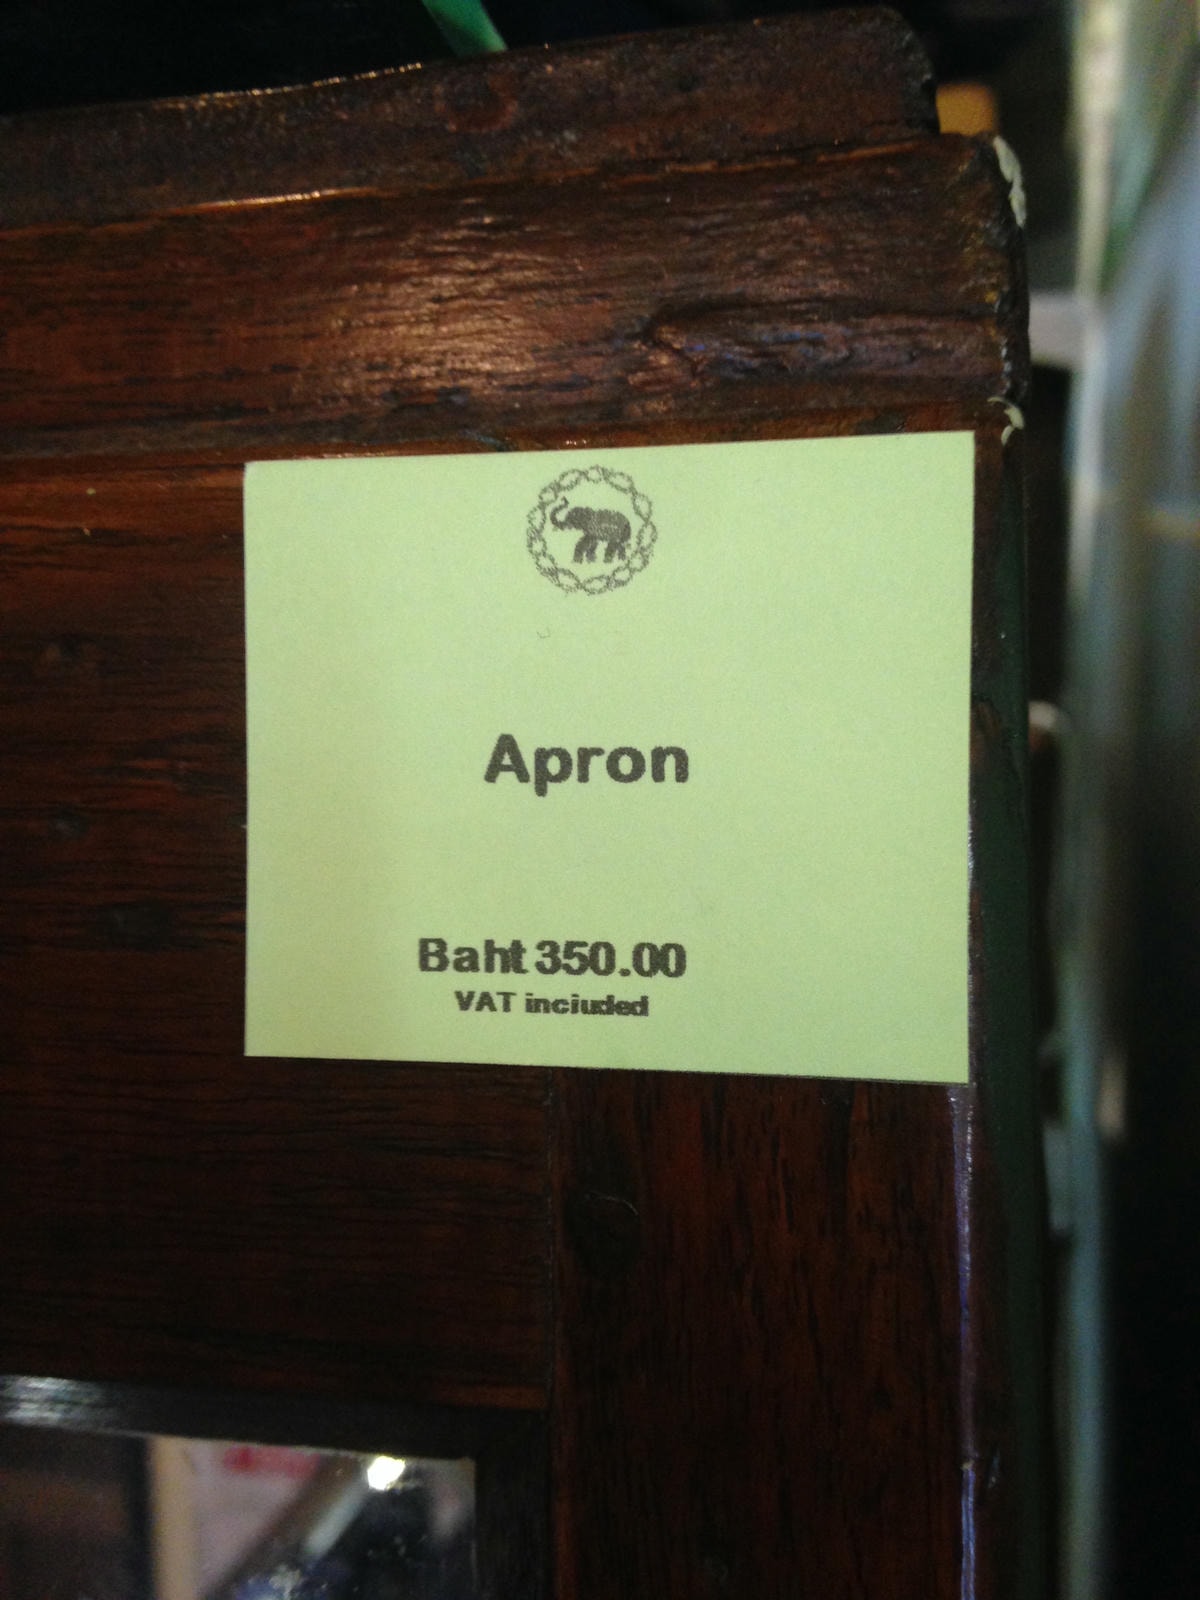 Apron
Baht 350.00
VAT included